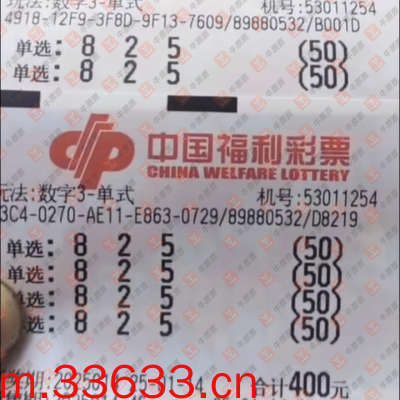 玩法:数字3-单式 机号:53011254
4918-12F9-3F8D-9F13-7609/89880532/B001D
单选:8 2 5 (50)
单选:8 2 5 (50)
中国福利彩票
CHINA WELFARE LOTTERY
玩法:数字3-单式 机号:53011254
3C4-0270-AE11-E863-0729/89880532/D8219
单选:8 2 5 (50)
单选:8 2 5 (50)
单选:8 2 5 (50)
单选:8 2 5 (50)
合计400元
m.33633.com.cn